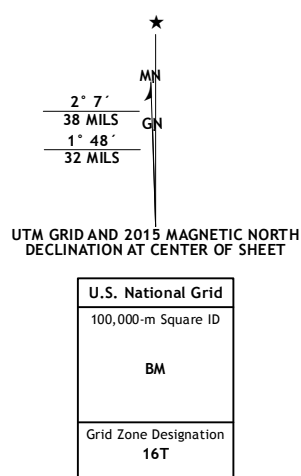 ★
MN
2° 7´
38 MILS
GN
1° 48´
32 MILS
UTM GRID AND 2015 MAGNETIC NORTH
DECLINATION AT CENTER OF SHEET
U.S. National Grid
100,000-m Square ID
BM
Grid Zone Designation
16T